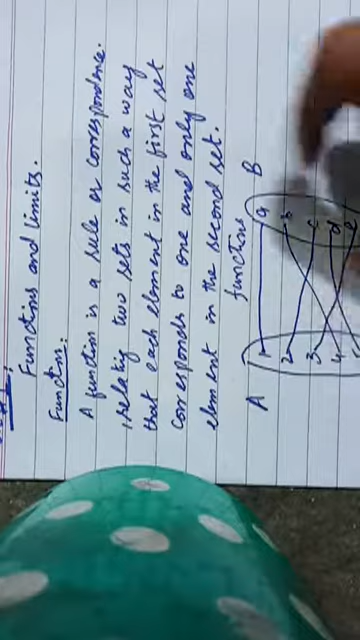 Functions and Limits.
Function:
A function is a rule or correspondence.
relating two sets in such a way
that each element in the first set
corresponds to one and only one
element in the second set.
functions
A B
1 a
2 b
3 c
4 d
e